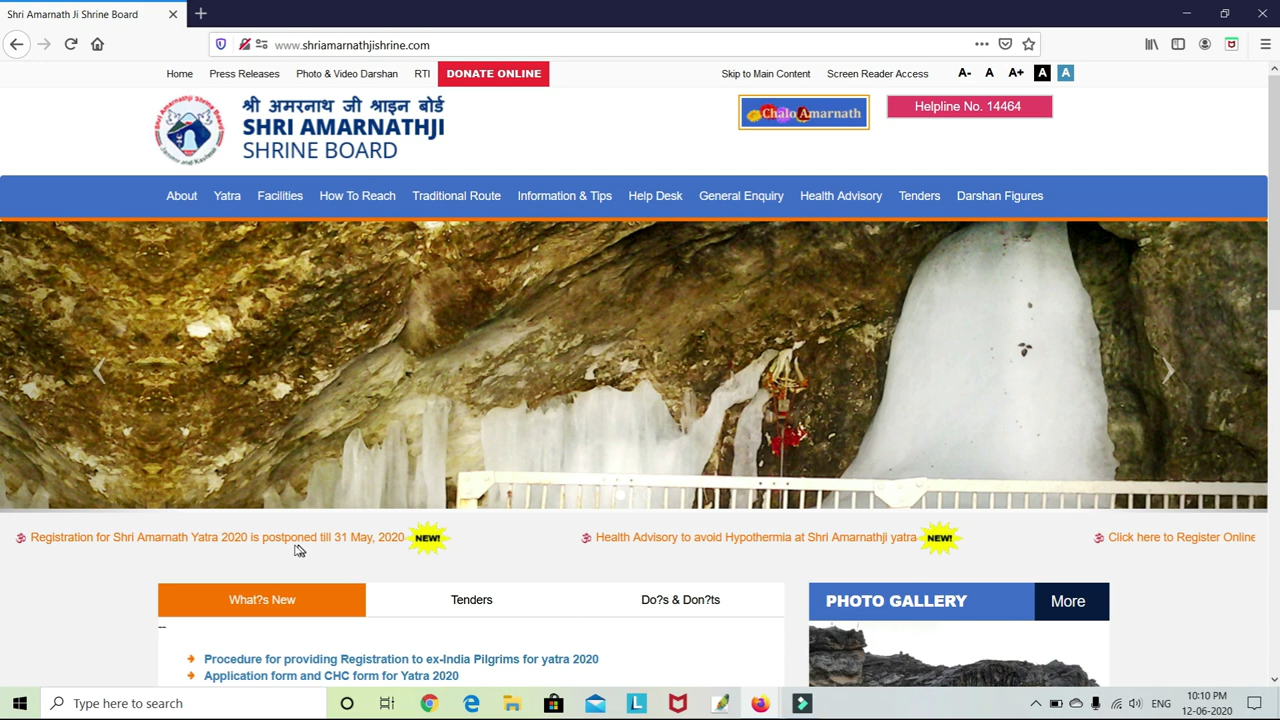 Shri Amarnath Ji Shrine Board
www.shriamarnathjishrine.com
Home Press Releases Photo & Video Darshan RTI DONATE ONLINE Skip to Main Content Screen Reader Access A- A A+ A A
श्री अमरनाथ जी श्राइन बोर्ड
SHRI AMARNATHJI
SHRINE BOARD
Chalo Amarnath
Helpline No. 14464
About Yatra Facilities How To Reach Traditional Route Information & Tips Help Desk General Enquiry Health Advisory Tenders Darshan Figures
Registration for Shri Amarnath Yatra 2020 is postponed till 31 May, 2020 NEW! Health Advisory to avoid Hypothermia at Shri Amarnathji yatra NEW! Click here to Register Online
What?s New Tenders Do?s & Don?ts
PHOTO GALLERY More
--
Procedure for providing Registration to ex-India Pilgrims for yatra 2020
Application form and CHC form for Yatra 2020
Type here to search
ENG
10:10 PM
12-06-2020